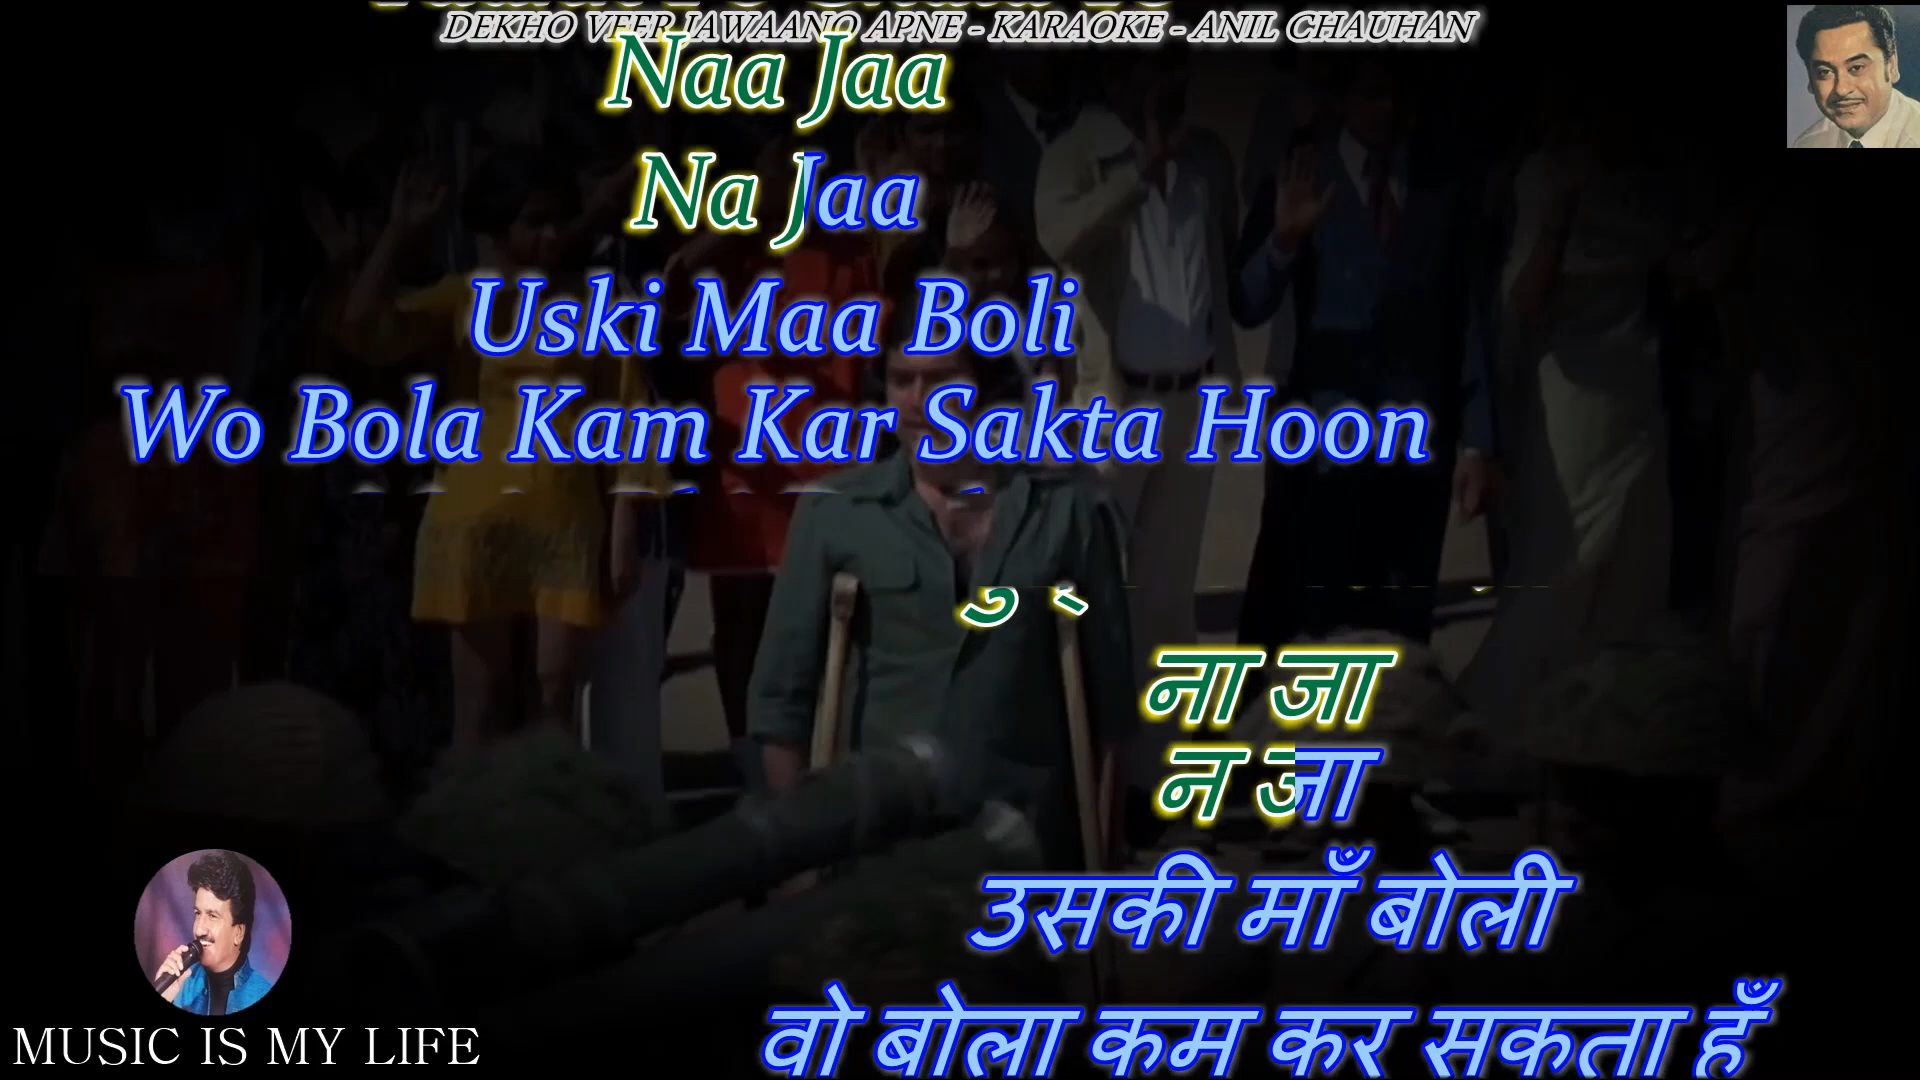 DEKHO VEER JAWAANO APNE - KARAOKE - ANIL CHAUHAN
Naa Jaa
Na Jaa
Uski Maa Boli
Wo Bola Kam Kar Sakta Hoon
ना जा
न जा
उसकी माँ बोली
वो बोला कम कर सकता हूँ
MUSIC IS MY LIFE